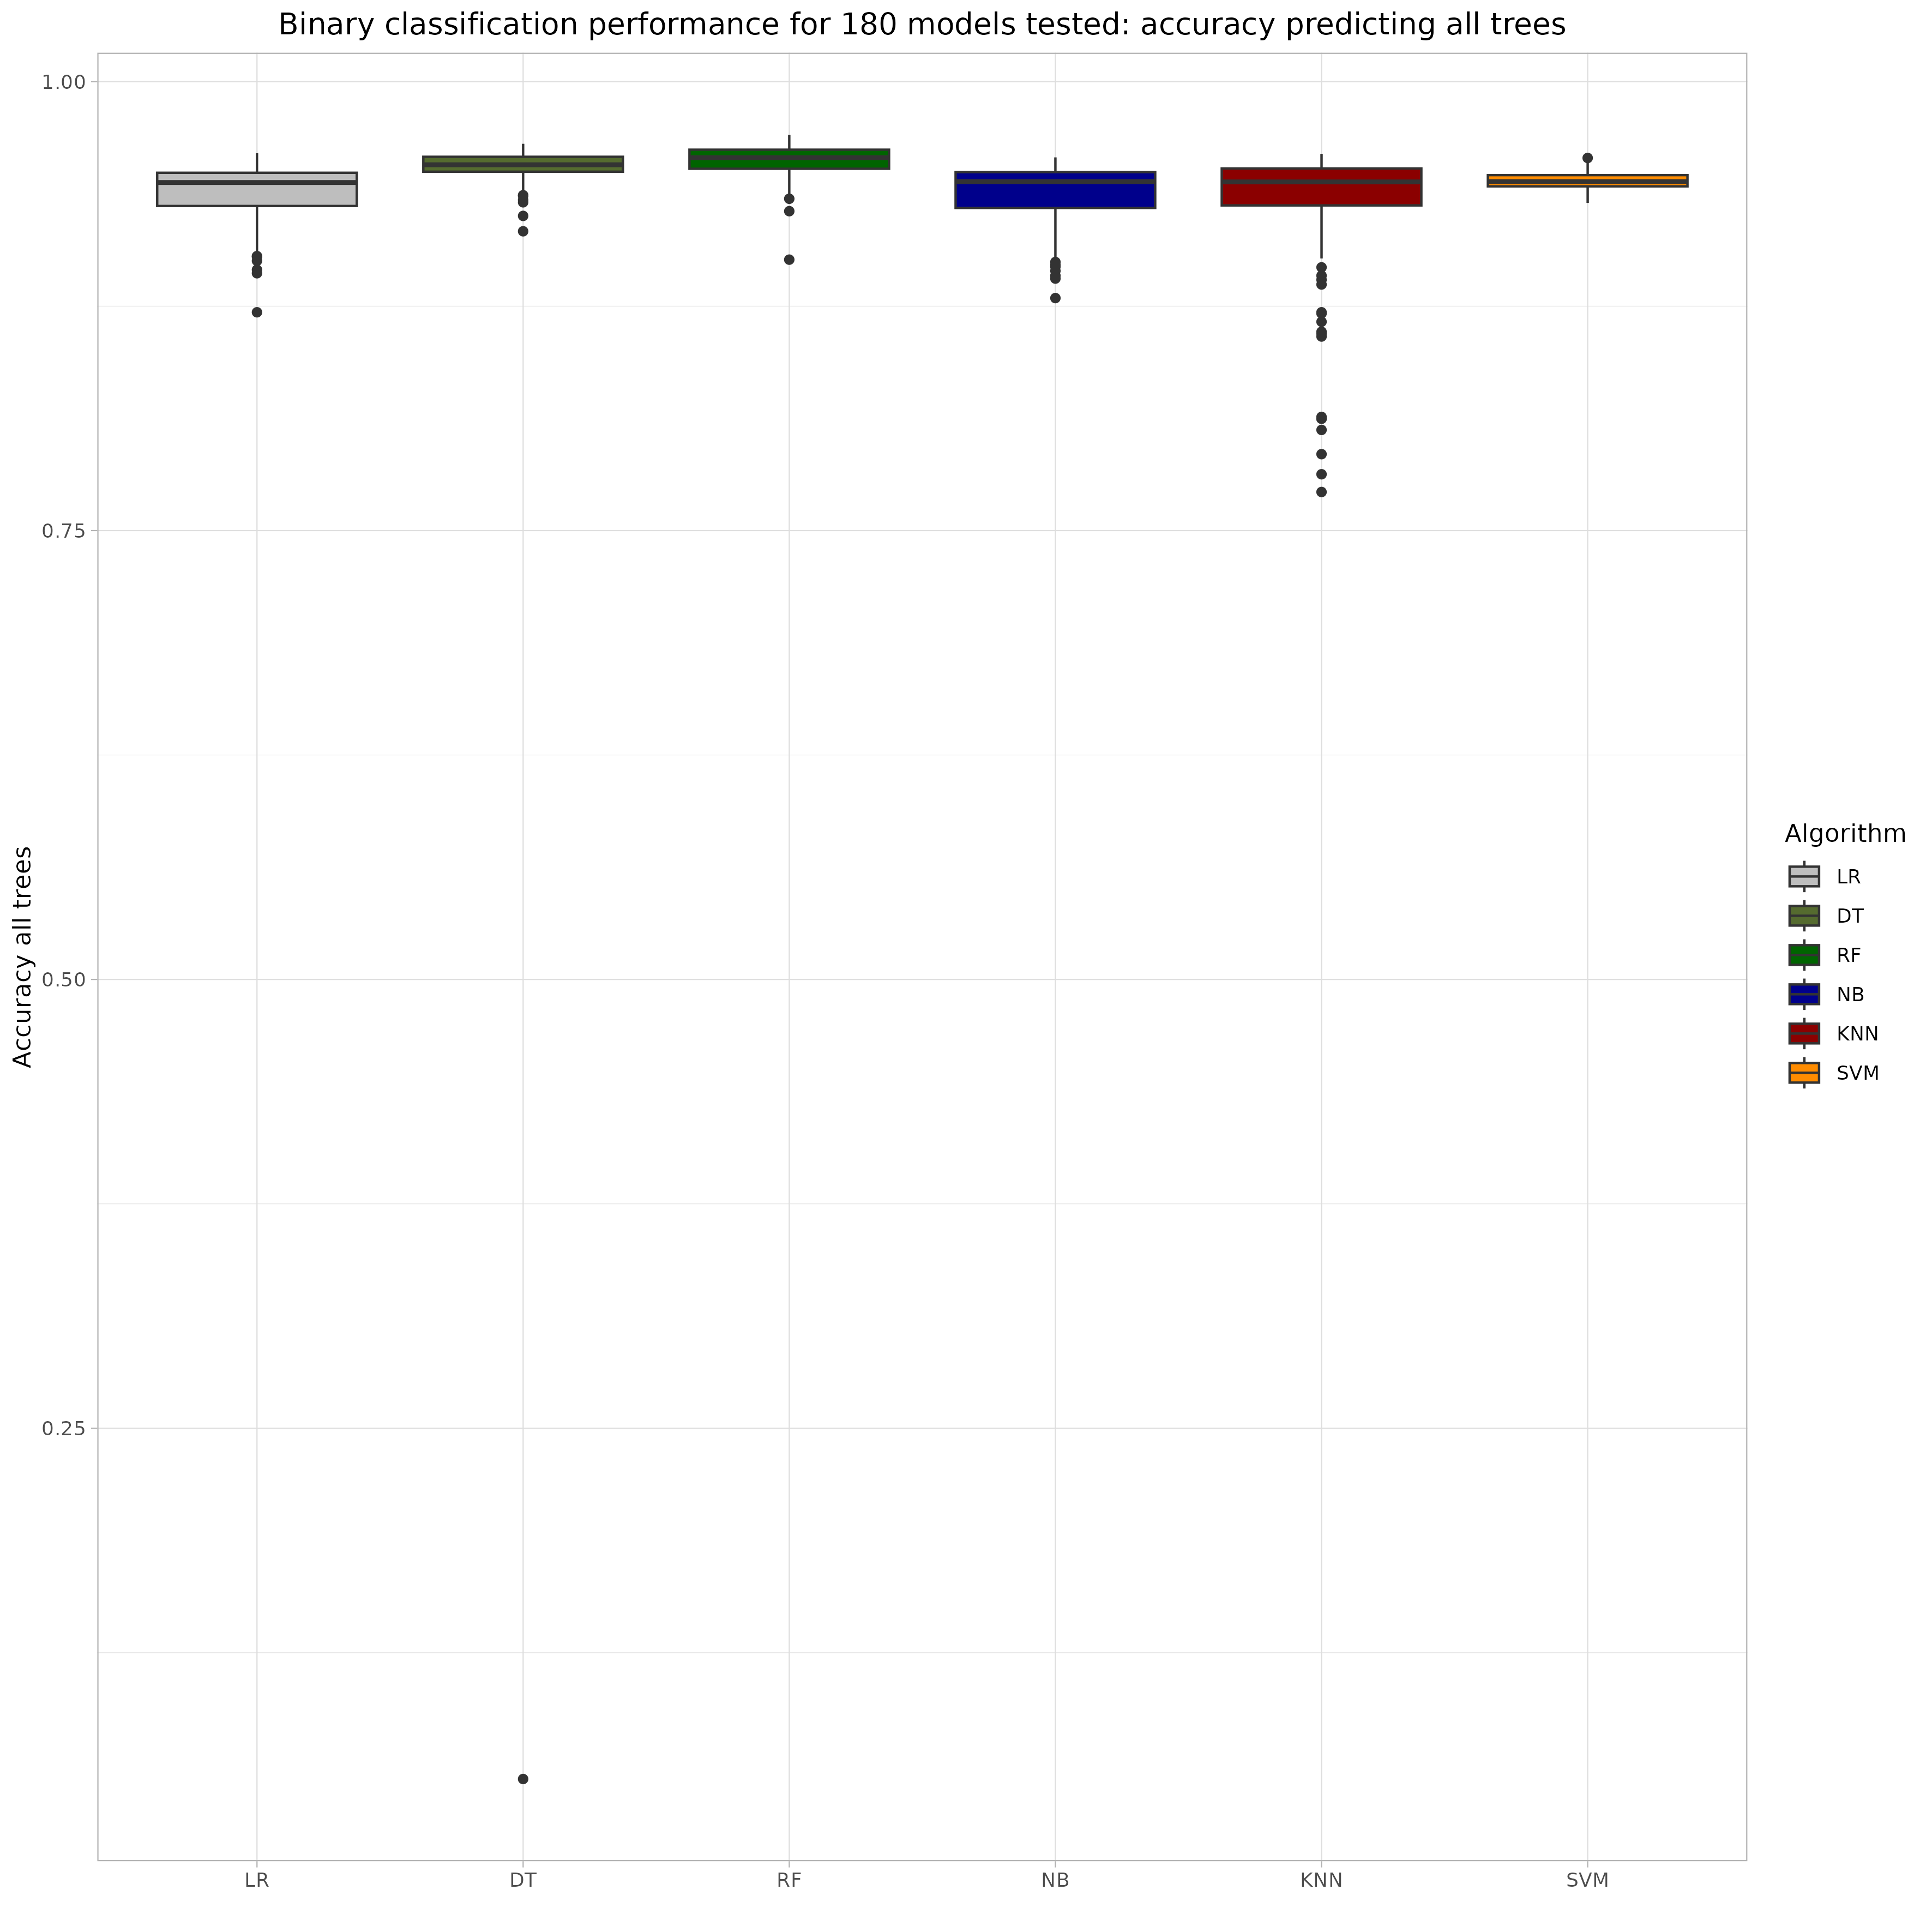 Binary classification performance for 180 models tested: accuracy predicting all trees
1.00
0.75
0.50
0.25
Accuracy all trees
LR
DT
RF
NB
KNN
SVM
Algorithm
LR
DT
RF
NB
KNN
SVM